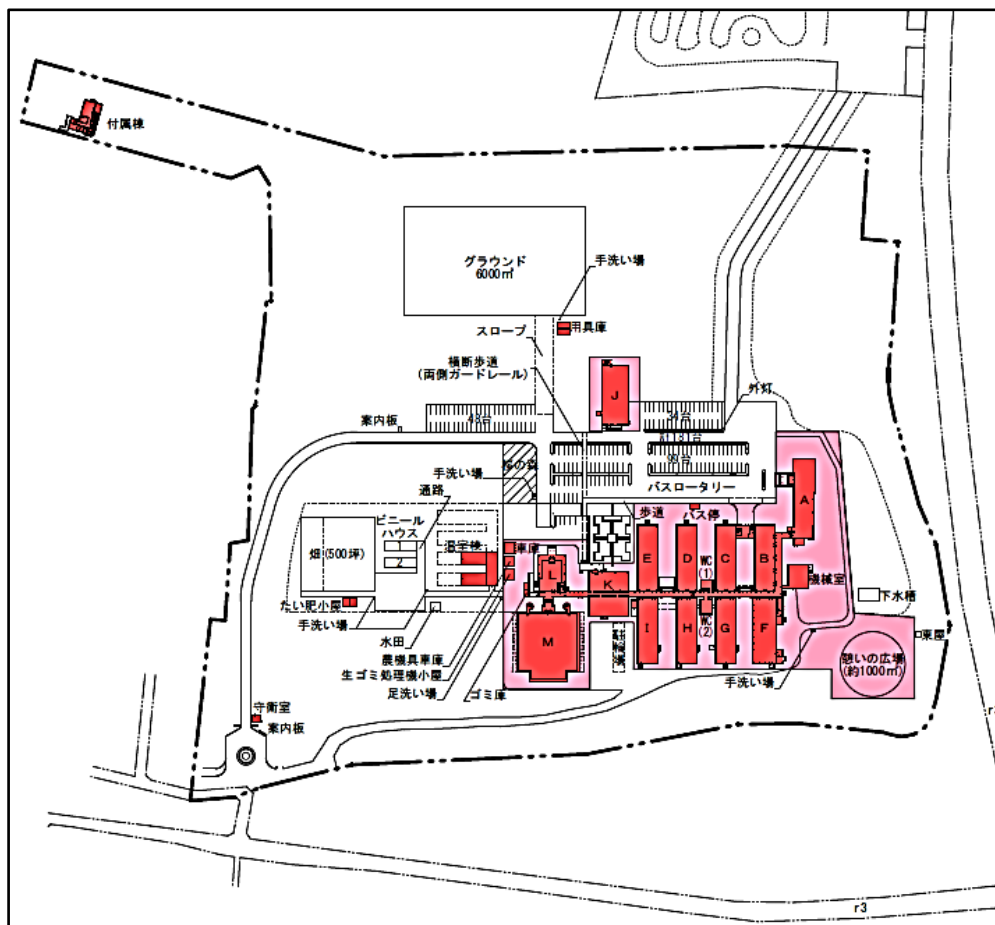 付属棟
グラウンド
6000㎡
手洗い場
用具庫
スロープ
横断歩道
(両側ガードレール)
J
外灯
案内板
48台
34台
99台
手洗い場
通路
バスロータリー
A
歩道
バス停
ビニール
ハウス
1
2
畑(500坪)
温室棟
車庫
E
D
WC
(1)
C
B
機械室
L
K
たい肥小屋
手洗い場
水田
農機具車庫
生ゴミ処理機小屋
足洗い場
ゴミ庫
M
I
H
WC
(2)
G
F
下水槽
東屋
憩いの広場
(約1000㎡)
手洗い場
守衛室
案内板
r3